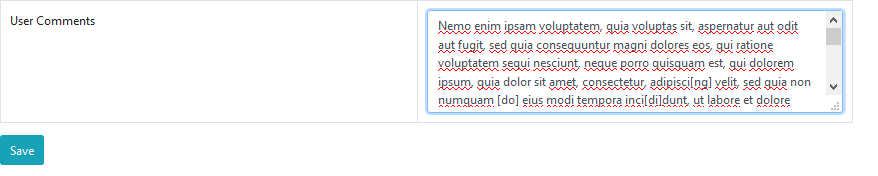 User Comments
Nemo enim ipsam voluptatem, quia voluptas sit, aspernatur aut odit
aut fugit, sed quia consequuntur magni dolores eos, qui ratione
voluptatem sequi nesciunt, neque porro quisquam est, qui dolorem
ipsum, quia dolor sit amet, consectetur, adipisci[ng] velit, sed quia non
numquam [do] eius modi tempora inci[di]dunt, ut labore et dolore
Save